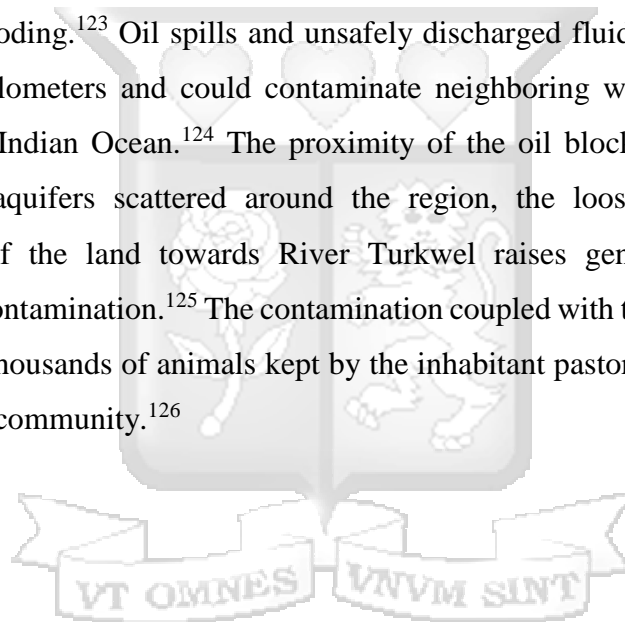 oding.¹²³ Oil spills and unsafely discharged fluid
lometers and could contaminate neighboring w
Indian Ocean.¹²⁴ The proximity of the oil bloc
aquifers scattered around the region, the loos
f the land towards River Turkwel raises gen
ontamination.¹²⁵ The contamination coupled with t
housands of animals kept by the inhabitant pastor
community.¹²⁶
VT OMNES VNVM SINT